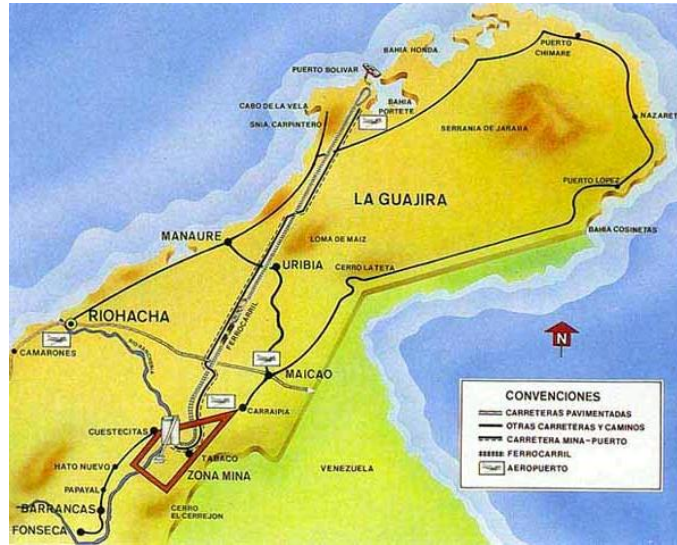 BAHIA HONDA
PUERTO CHIMARE
PUERTO BOLIVAR
CABO DE LA VELA
BAHIA PORTETE
SNIA, CARPINTERO
SERRANIA DE JARABA
NAZARET
PUERTO LOPEZ
LA GUAJIRA
MANAURE
LOMA DE MAIZ
BAHIA COSINETAS
URIBIA
CERRO LA TETA
RIOHACHA
FERROCARRIL
N
CAMARONES
MAICAO
CARRAIPIA
CUESTECITAS
TABACO
HATO NUEVO
ZONA MINA
VENEZUELA
PAPAYAL
BARRANCAS
CERRO
EL CERREJON
FONSECA
CONVENCIONES
CARRETERAS PAVIMENTADAS
OTRAS CARRETERAS Y CAMINOS
CARRETERA MINA-PUERTO
FERROCARRIL
AEROPUERTO